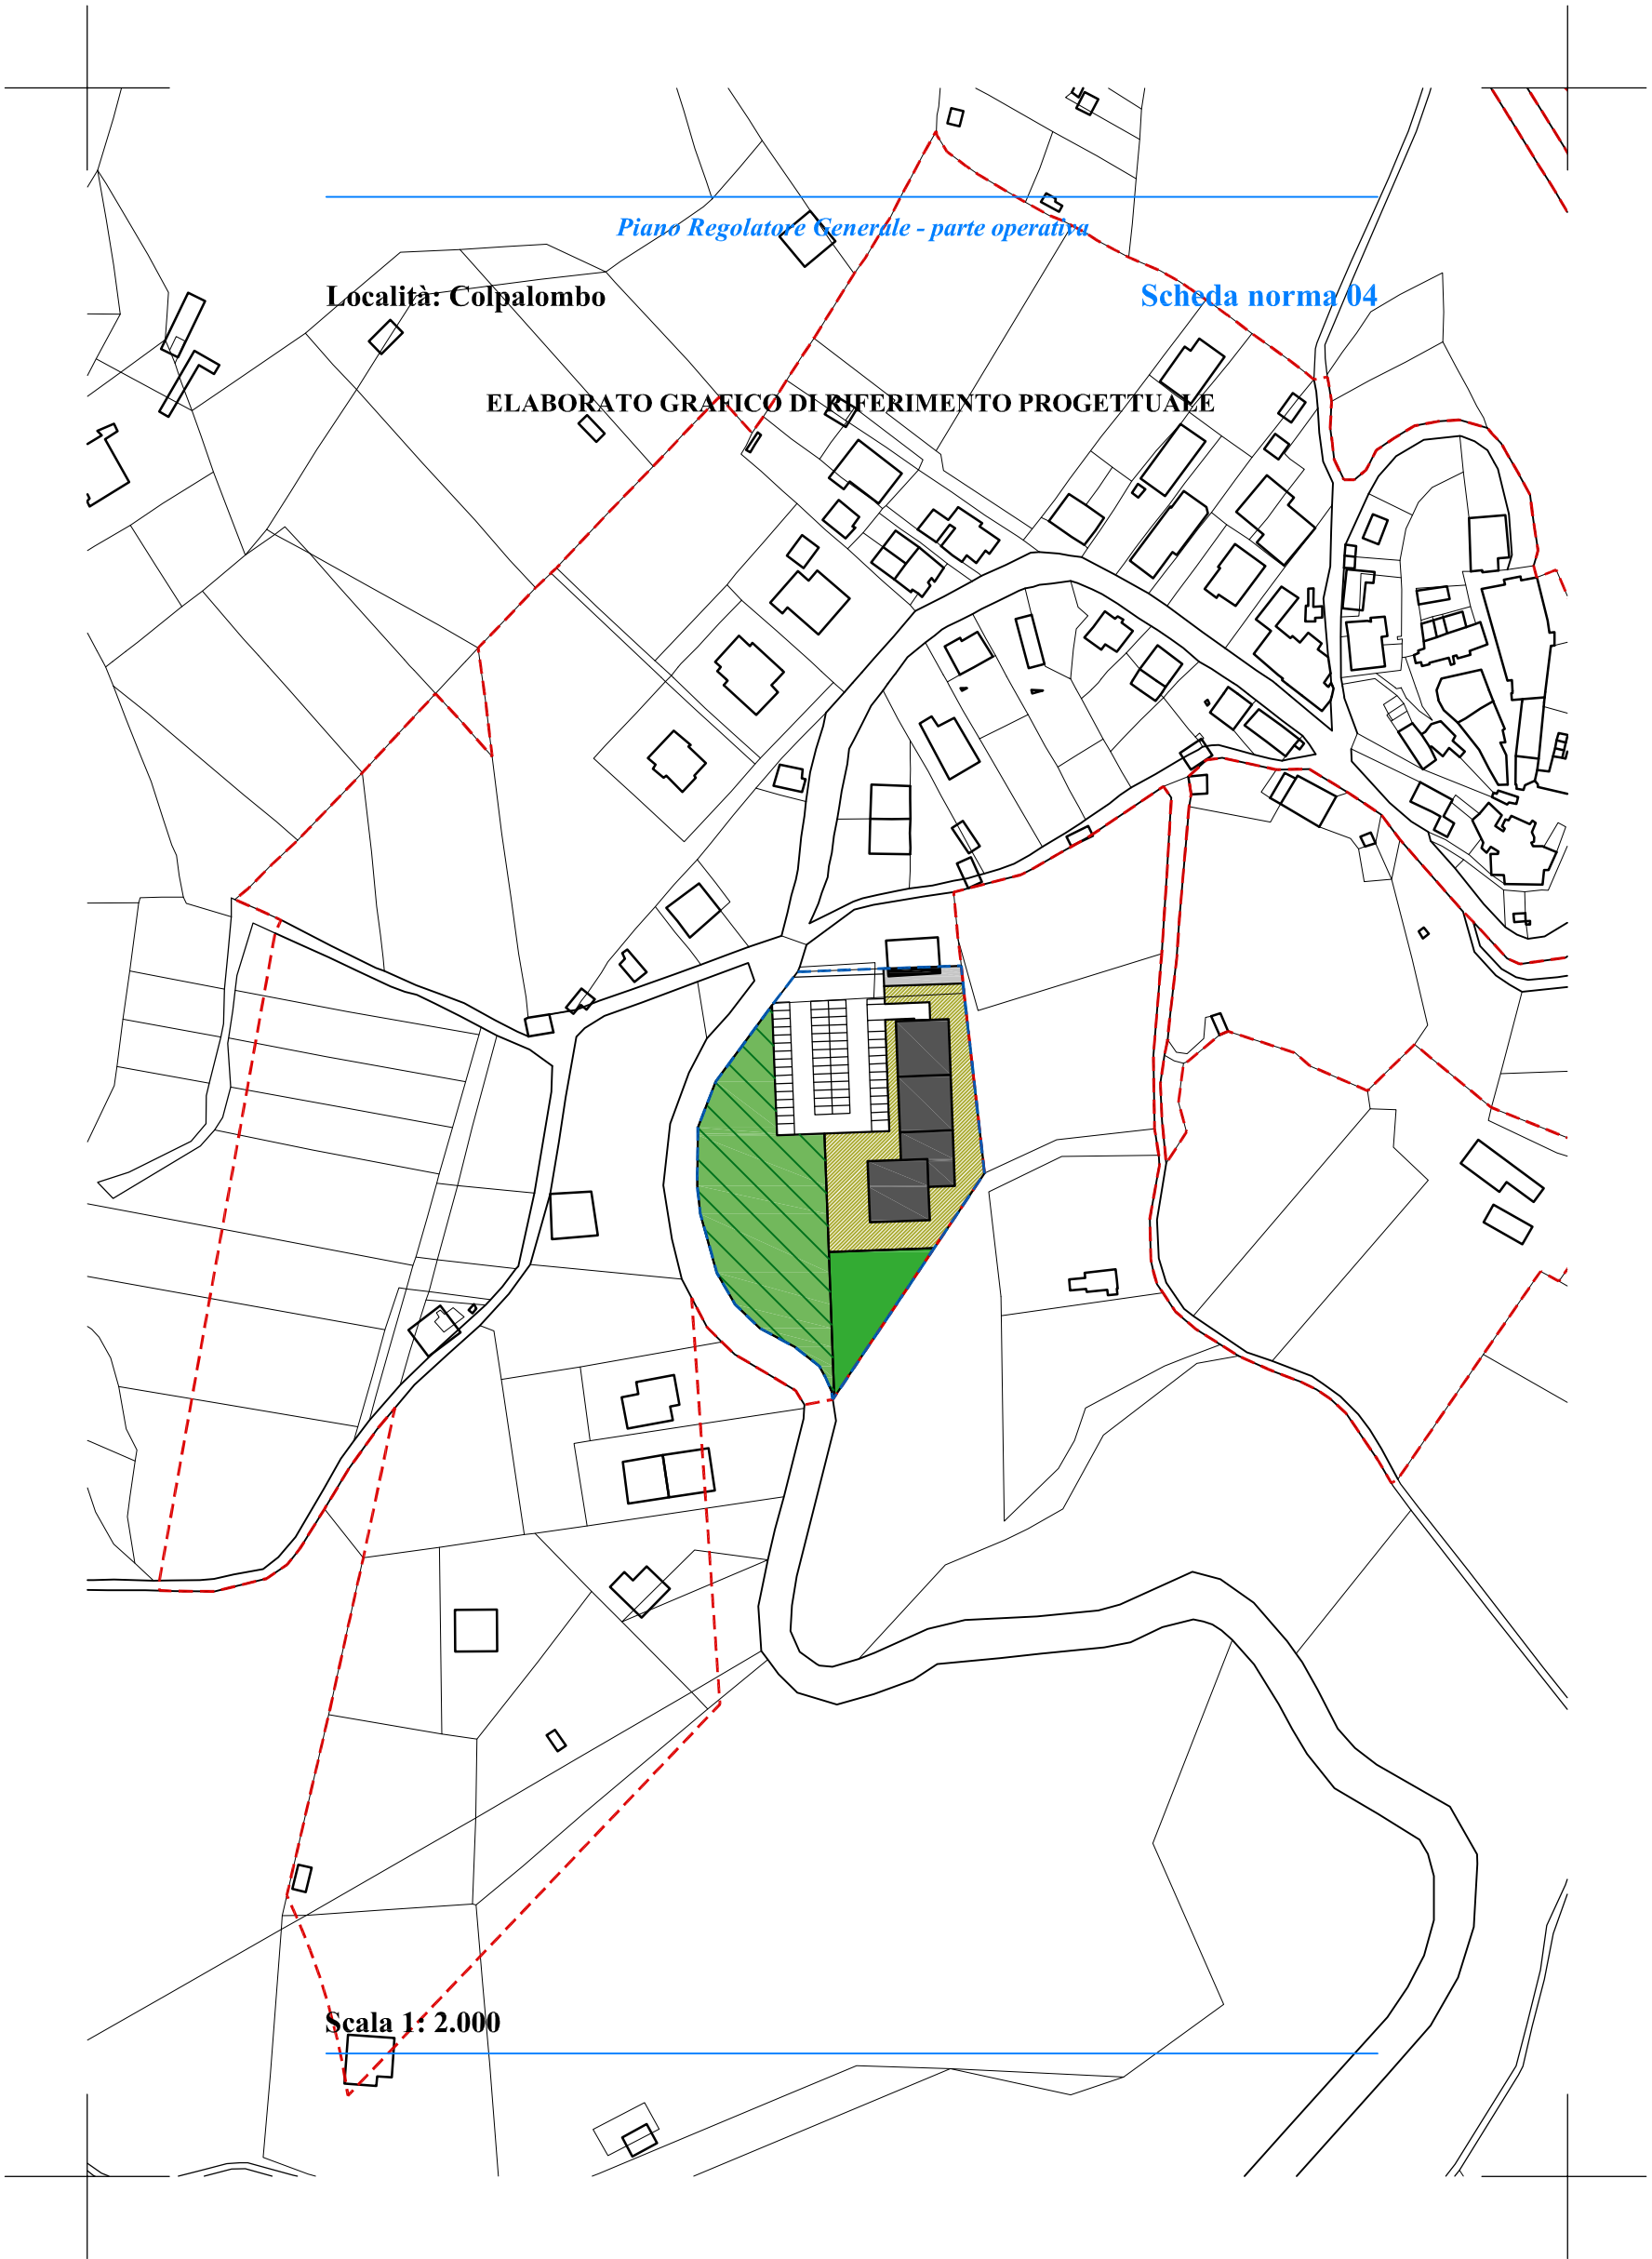 Piano Regolatore Generale - parte operativa
Località: Colpalombo
Scheda norma 04
ELABORATO GRAFICO DI RIFERIMENTO PROGETTUALE
Scala 1: 2.000